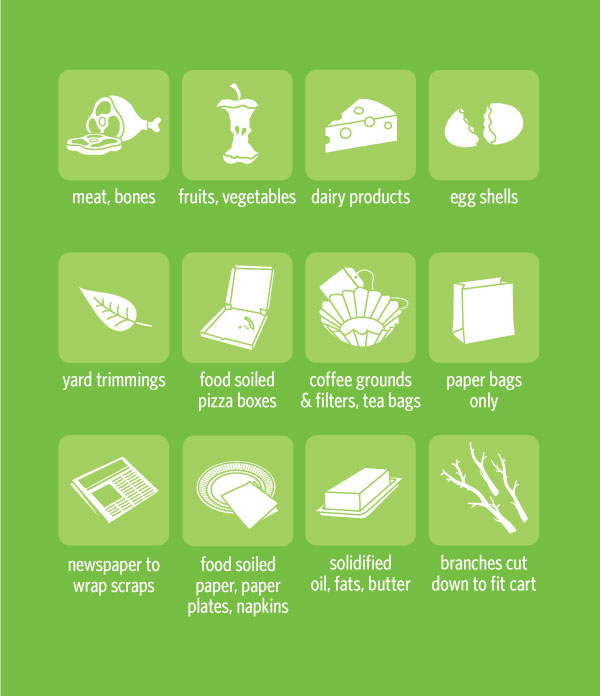 meat, bones
fruits, vegetables
dairy products
egg shells
yard trimmings
food soiled
pizza boxes
coffee grounds
& filters, tea bags
paper bags
only
newspaper to
wrap scraps
food soiled
paper, paper
plates, napkins
solidified
oil, fats, butter
branches cut
down to fit cart